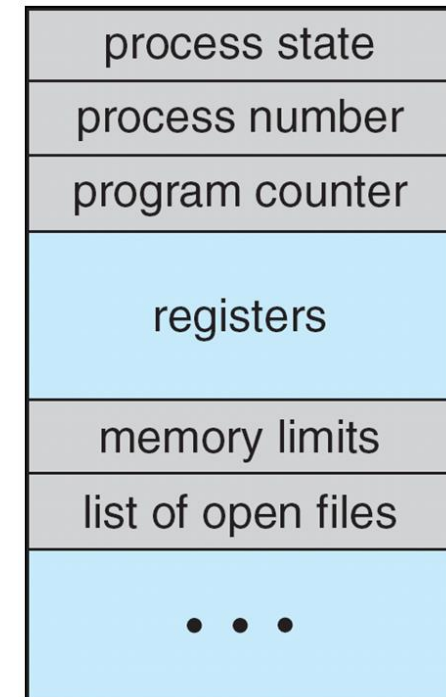 process state
process number
program counter
registers
memory limits
list of open files
• • •